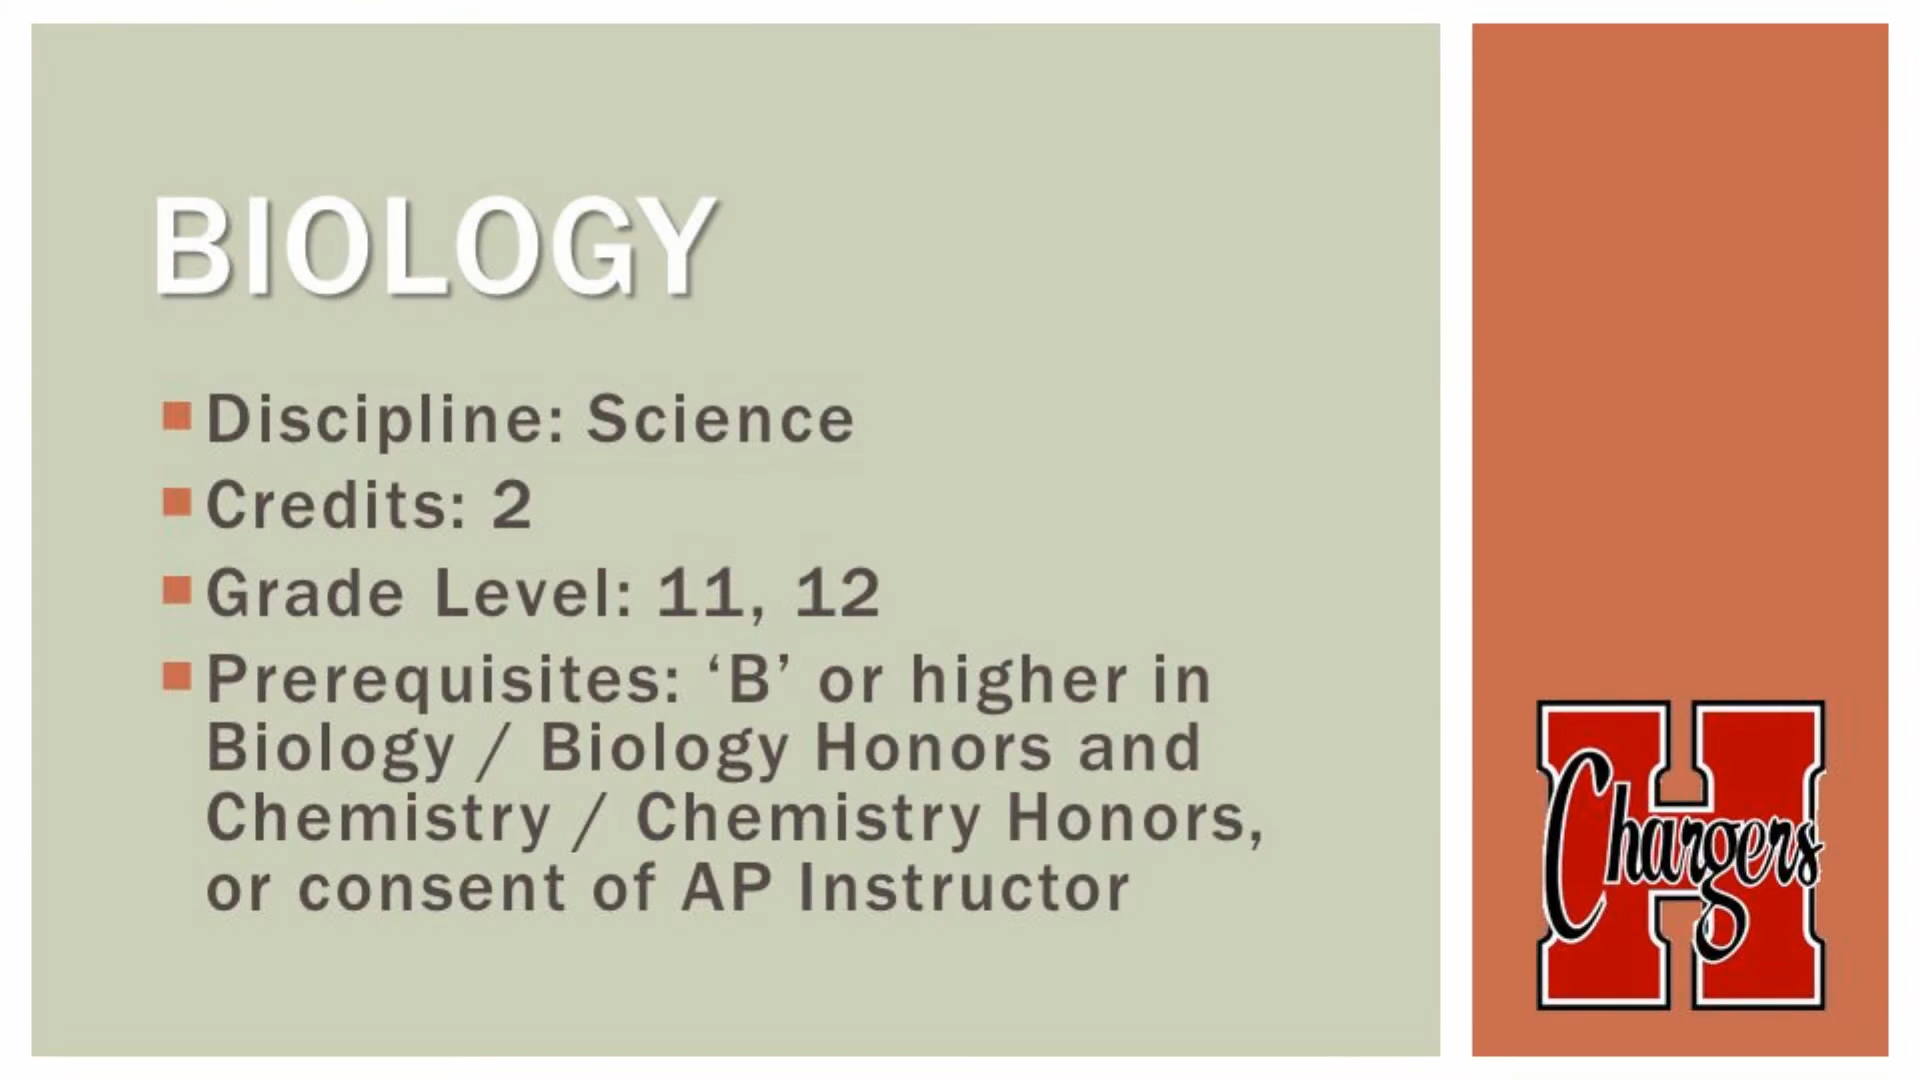 BIOLOGY
Discipline: Science
Credits: 2
Grade Level: 11, 12
Prerequisites: ‘B’ or higher in
Biology / Biology Honors and
Chemistry / Chemistry Honors,
or consent of AP Instructor
H
Chargers